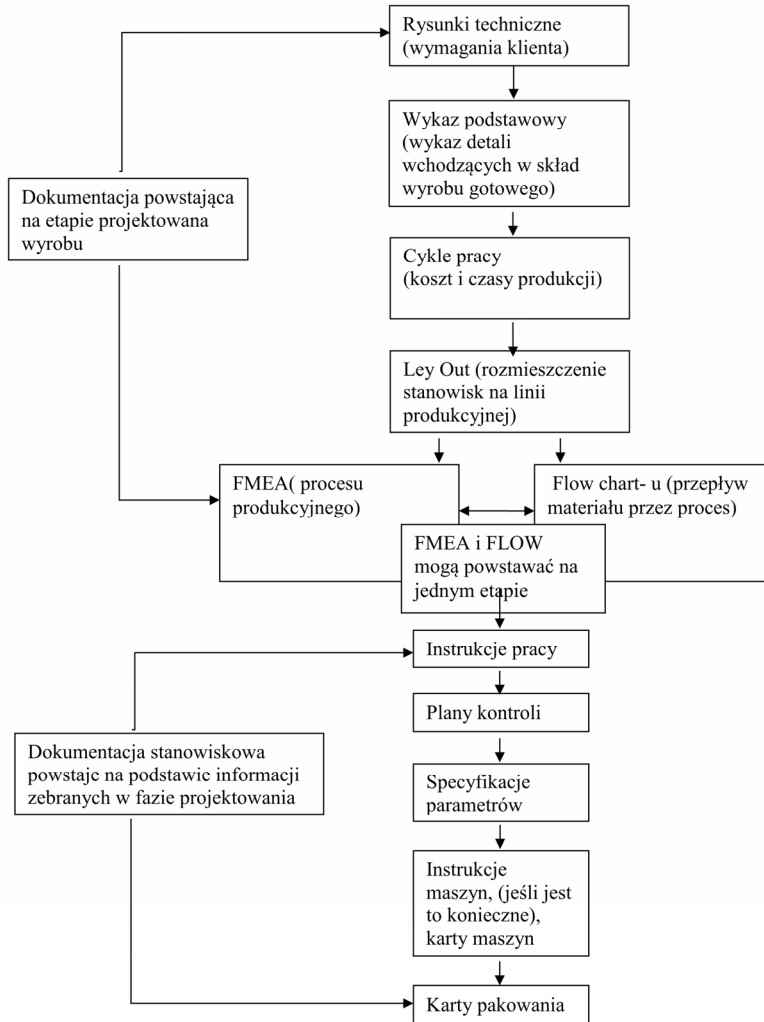 Rysunki techniczne
(wymagania klienta)
Wykaz podstawowy
(wykaz detali
wchodzących w skład
wyrobu gotowego)
Dokumentacja powstająca
na etapie projektowana
wyrobu
Cykle pracy
(koszt i czasy produkcji)
Ley Out (rozmieszczenie
stanowisk na linii
produkcyjnej)
FMEA( procesu
produkcyjnego)
Flow chart- u (przepływ
materiału przez proces)
FMEA i FLOW
mogą powstawać na
jednym etapie
Instrukcje pracy
Plany kontroli
Dokumentacja stanowiskowa
powstajc na podstawic informacji
zebranych w fazie projektowania
Specyfikacje
parametrów
Instrukcje
maszyn, (jeśli jest
to konieczne),
karty maszyn
Karty pakowania